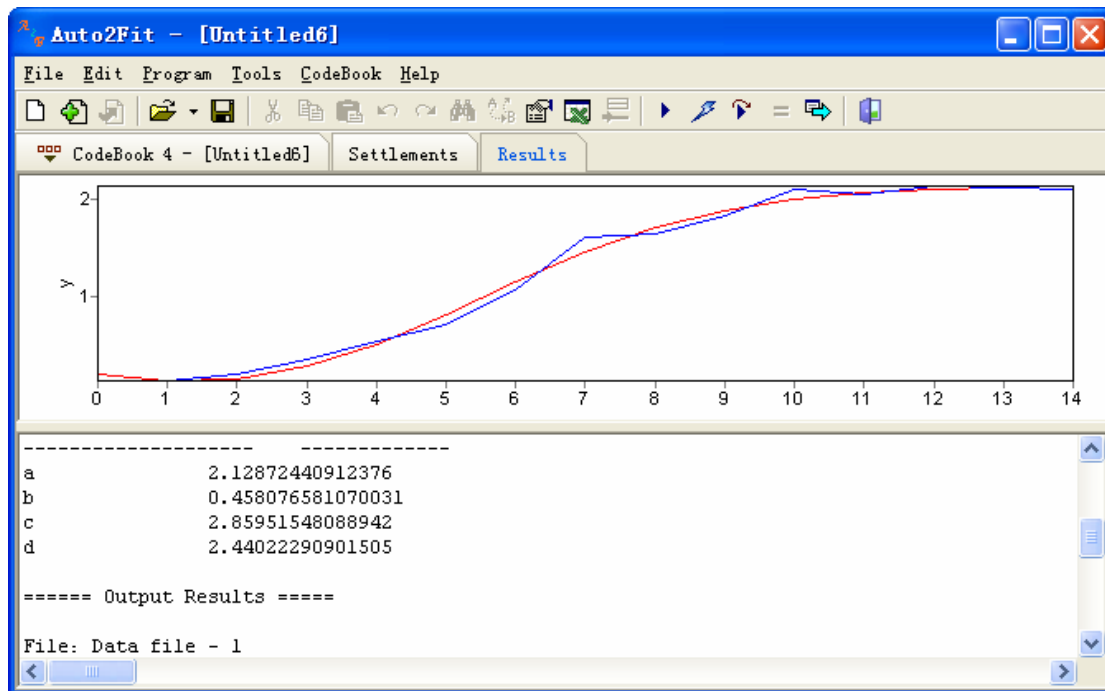 Auto2Fit - [Untitled6]
File Edit Program Tools CodeBook Help
CodeBook 4 - [Untitled6] Settlements Results
2
y
1
0 1 2 3 4 5 6 7 8 9 10 11 12 13 14
-------------------- -------------
a 2.12872440912376
b 0.458076581070031
c 2.85951548088942
d 2.44022290901505
====== Output Results =====
File: Data file - 1